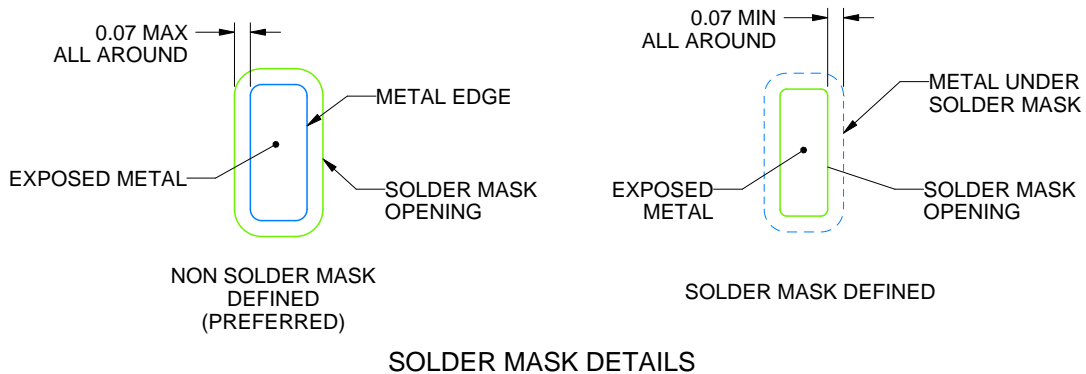 0.07 MAX
ALL AROUND
METAL EDGE
EXPOSED METAL
SOLDER MASK
OPENING
NON SOLDER MASK
DEFINED
(PREFERRED)
0.07 MIN
ALL AROUND
METAL UNDER
SOLDER MASK
EXPOSED
METAL
SOLDER MASK
OPENING
SOLDER MASK DEFINED
SOLDER MASK DETAILS